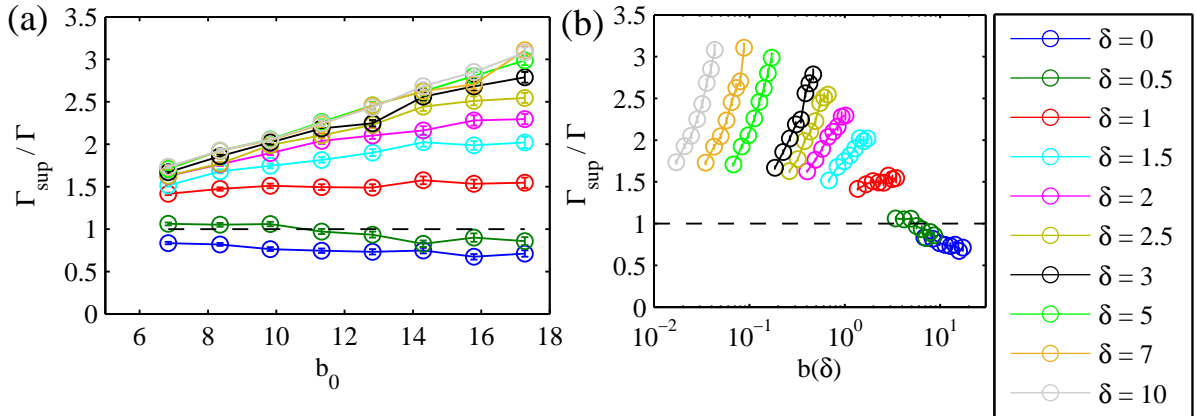 (a)
3.5
3
2.5
2
1.5
1
0.5
0
Γsup / Γ
6 8 10 12 14 16 18
b0
(b)
3.5
3
2.5
2
1.5
1
0.5
0
Γsup / Γ
10−2 10−1 100 101
b(δ)
δ = 0
δ = 0.5
δ = 1
δ = 1.5
δ = 2
δ = 2.5
δ = 3
δ = 5
δ = 7
δ = 10